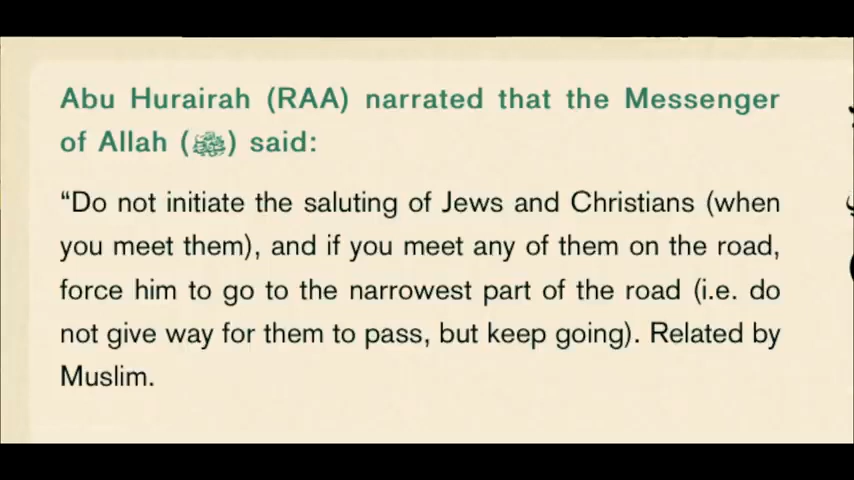 Abu Hurairah (RAA) narrated that the Messenger
of Allah (ﷺ) said:
“Do not initiate the saluting of Jews and Christians (when
you meet them), and if you meet any of them on the road,
force him to go to the narrowest part of the road (i.e. do
not give way for them to pass, but keep going). Related by
Muslim.